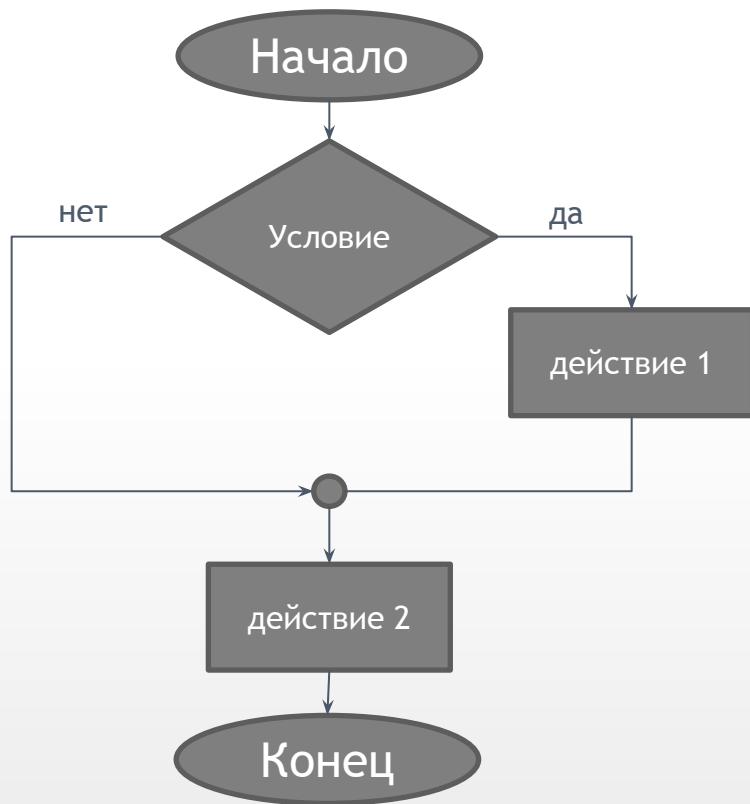 Начало
нет
Условие
да
действие 1
действие 2
Конец